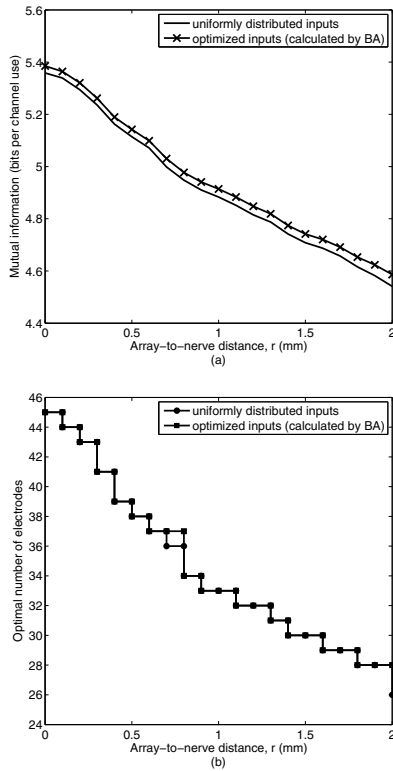 5.6
5.4
5.2
5
4.8
4.6
4.4
Mutual information (bits per channel use)
uniformly distributed inputs
optimized inputs (calculated by BA)
0
0.5
1
1.5
2
Array−to−nerve distance, r (mm)
(a)
46
44
42
40
38
36
34
32
30
28
26
24
Optimal number of electrodes
uniformly distributed inputs
optimized inputs (calculated by BA)
0
0.5
1
1.5
2
Array−to−nerve distance, r (mm)
(b)